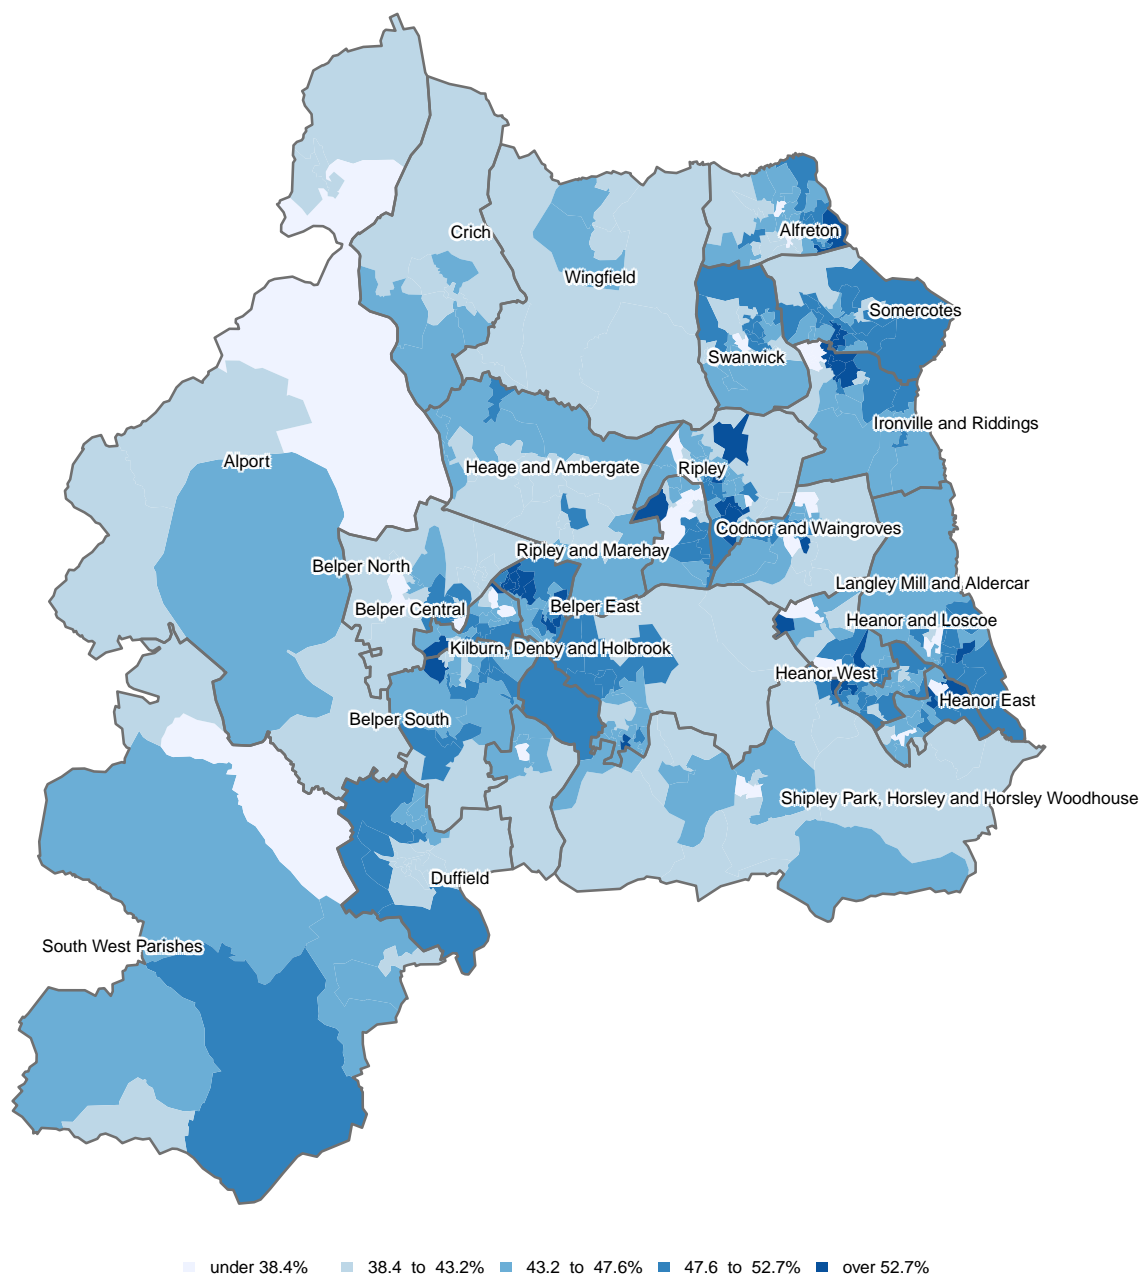 Crich
Alfreton
Wingfield
Somercotes
Swanwick
Ironville and Riddings
Alport
Heage and Ambergate
Ripley
Codnor and Waingroves
Ripley and Marehay
Belper North
Langley Mill and Aldercar
Belper Central
Belper East
Heanor and Loscoe
Kilburn, Denby and Holbrook
Heanor West
Heanor East
Belper South
Shipley Park, Horsley and Horsley Woodhouse
Duffield
South West Parishes
under 38.4% 38.4 to 43.2% 43.2 to 47.6% 47.6 to 52.7% over 52.7%